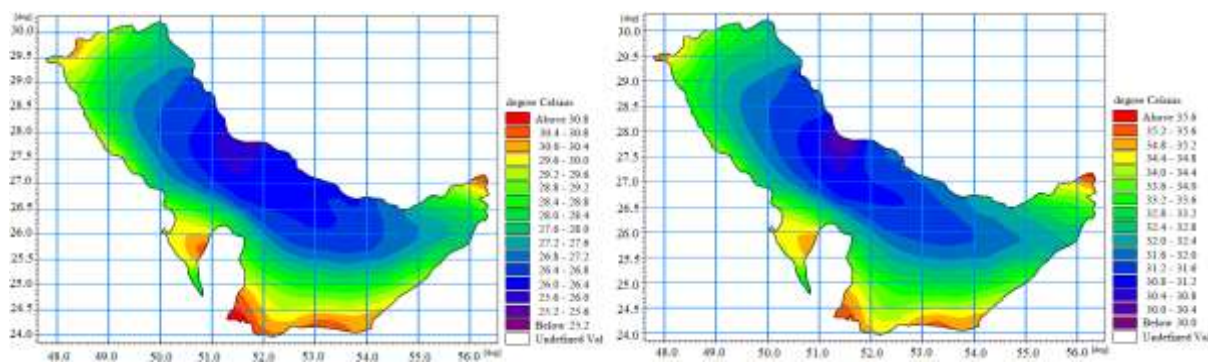 [deg]
30.0
29.5
29.0
28.5
28.0
27.5
27.0
26.5
26.0
25.5
25.0
24.5
24.0
48.0 49.0 50.0 51.0 52.0 53.0 54.0 55.0 56.0 [deg]
degree Celsius
Above 30.8
30.4 - 30.8
30.0 - 30.4
29.6 - 30.0
29.2 - 29.6
28.8 - 29.2
28.4 - 28.8
28.0 - 28.4
27.6 - 28.0
27.2 - 27.6
26.8 - 27.2
26.4 - 26.8
26.0 - 26.4
25.6 - 26.0
25.2 - 25.6
Below 25.2
Undefined Val
[deg]
30.0
29.5
29.0
28.5
28.0
27.5
27.0
26.5
26.0
25.5
25.0
24.5
24.0
48.0 49.0 50.0 51.0 52.0 53.0 54.0 55.0 56.0 [deg]
degree Celsius
Above 35.6
35.2 - 35.6
34.8 - 35.2
34.4 - 34.8
34.0 - 34.4
33.6 - 34.0
33.2 - 33.6
32.8 - 33.2
32.4 - 32.8
32.0 - 32.4
31.6 - 32.0
31.2 - 31.6
30.8 - 31.2
30.4 - 30.8
30.0 - 30.4
Below 30.0
Undefined Val